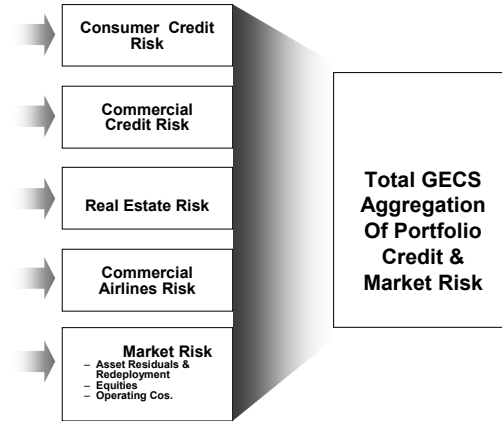 Consumer Credit
Risk
Commercial
Credit Risk
Real Estate Risk
Commercial
Airlines Risk
Market Risk
– Asset Residuals &
Redeployment
– Equities
– Operating Cos.
Total GECS
Aggregation
Of Portfolio
Credit &
Market Risk